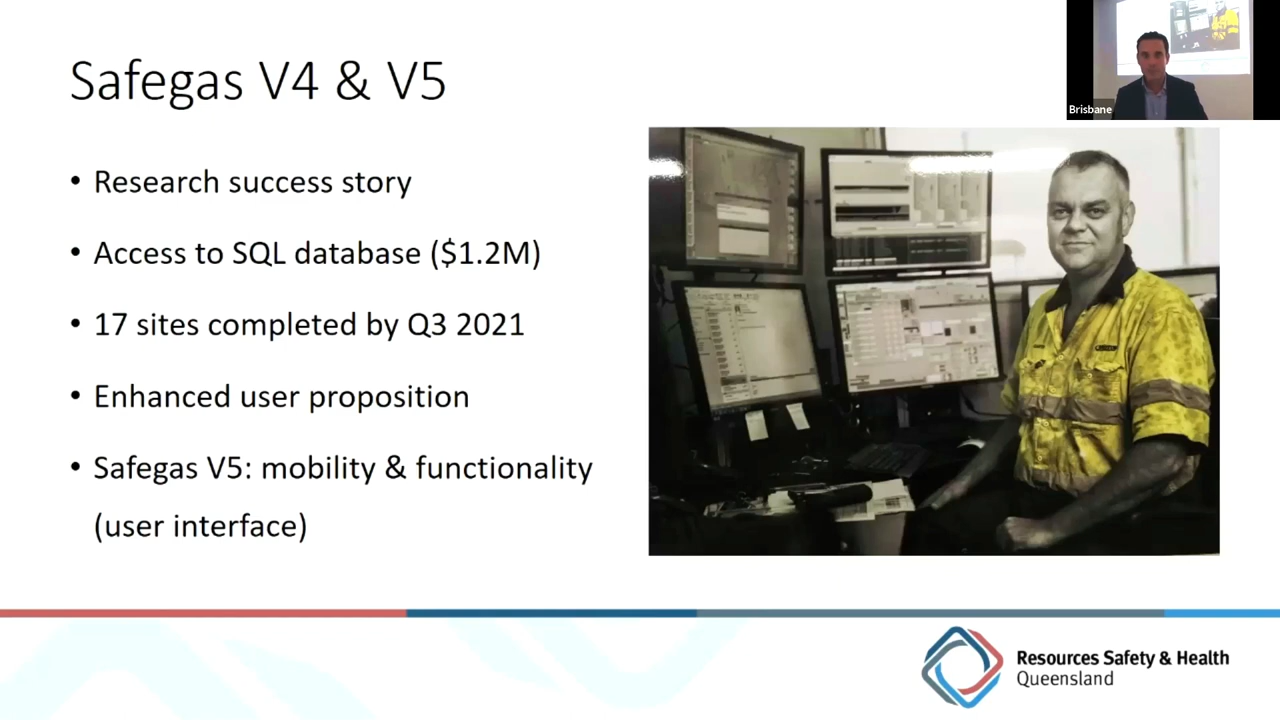 Safegas V4 & V5
Brisbane
• Research success story
• Access to SQL database ($1.2M)
• 17 sites completed by Q3 2021
• Enhanced user proposition
• Safegas V5: mobility & functionality
(user interface)
Resources Safety & Health
Queensland